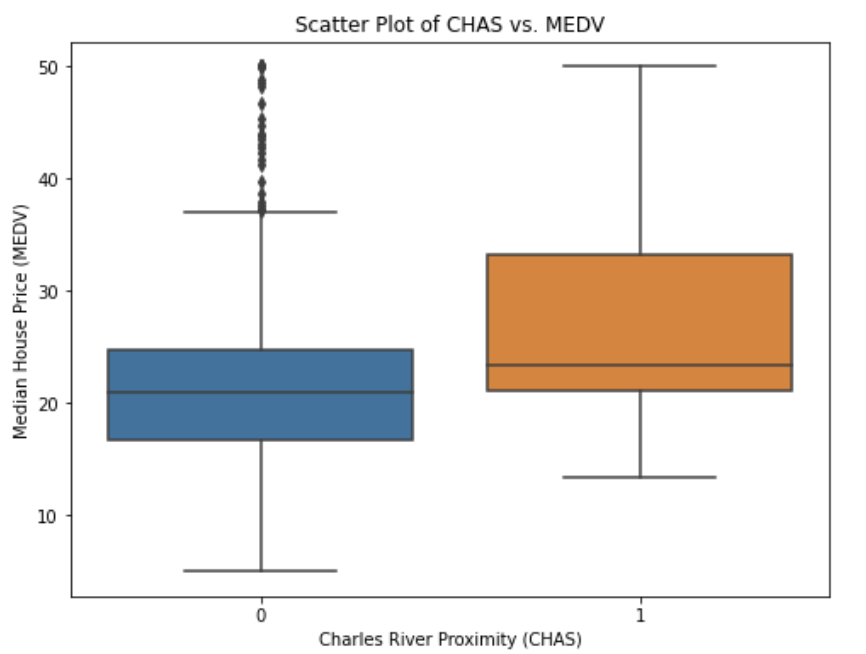 Scatter Plot of CHAS vs. MEDV
50
40
30
20
10
Median House Price (MEDV)
0 1
Charles River Proximity (CHAS)